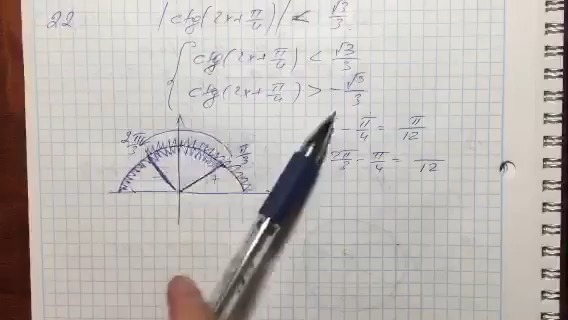 22 |ctg(2x+π/4)| < √3/3.
{ ctg(2x+π/4) < √3/3
ctg(2x+π/4) > -√3/3
2π/3 π/3 +
- π/4 = π/12
2π/3 - π/4 = /12